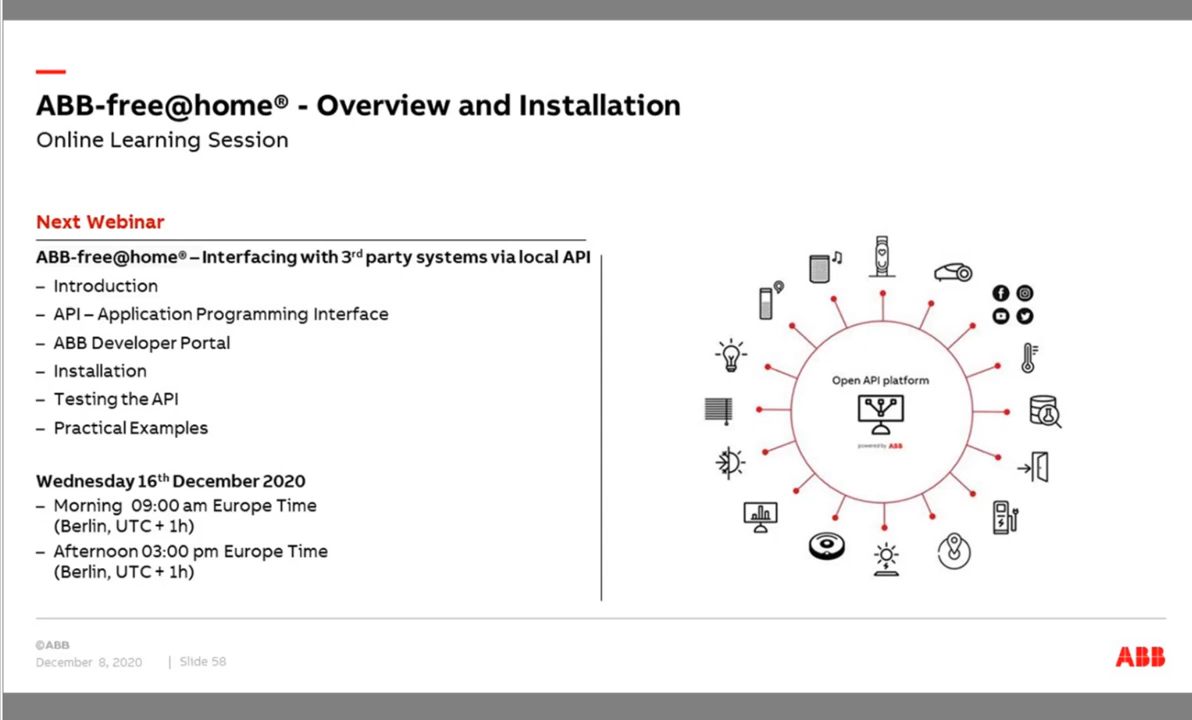 ABB-free@home® - Overview and Installation
Online Learning Session
Next Webinar
ABB-free@home® – Interfacing with 3rd party systems via local API
– Introduction
– API – Application Programming Interface
– ABB Developer Portal
– Installation
– Testing the API
– Practical Examples
Wednesday 16th December 2020
– Morning 09:00 am Europe Time
(Berlin, UTC + 1h)
– Afternoon 03:00 pm Europe Time
(Berlin, UTC + 1h)
Open API platform
powered by ABB
©ABB
December 8, 2020 | Slide 58
ABB